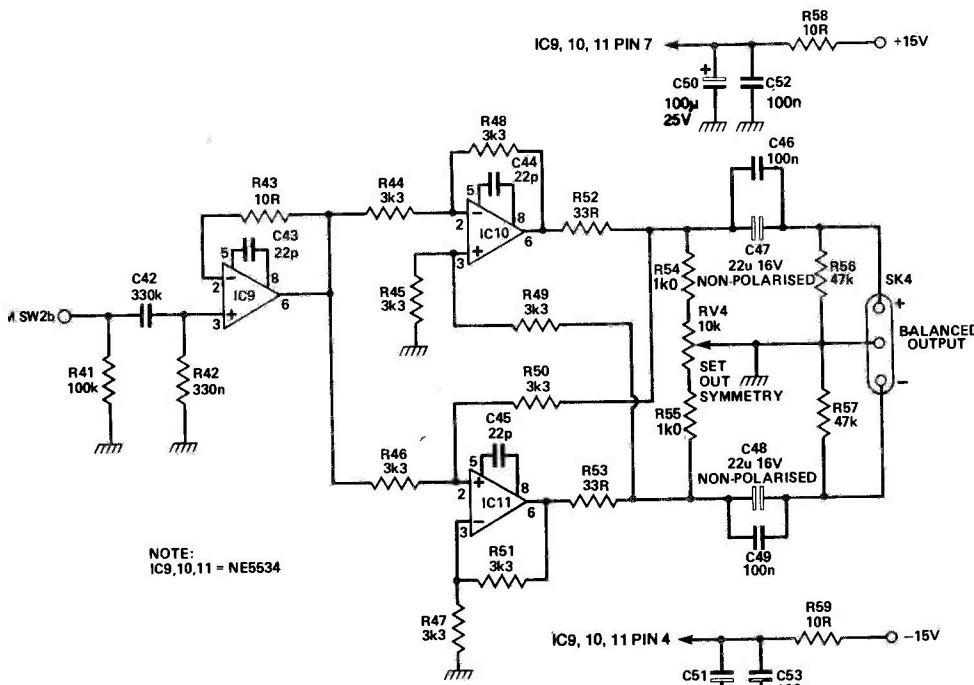 R58
10R
IC9, 10, 11 PIN 7
+15V
+
C50
100µ
25V
C52
100n
C46
100n
R48
3k3
C44
22p
5
8
2
IC10
3
6
R43
10R
R44
3k3
R52
33R
C43
22p
5
8
2
IC9
3
6
C47
22u 16V
NON-POLARISED
R54
1k0
R56
47k
SK4
+
C42
330k
SW2b
R45
3k3
R49
3k3
RV4
10k
BALANCED
OUTPUT
R41
100k
R42
330n
SET
OUT
SYMMETRY
–
R50
3k3
R55
1k0
R57
47k
C45
22p
R46
3k3
5
8
2
IC11
3
6
R53
33R
C48
22u 16V
NON-POLARISED
NOTE:
IC9,10,11 = NE5534
R51
3k3
C49
100n
R47
3k3
R59
10R
IC9, 10, 11 PIN 4
–15V
C51
C53